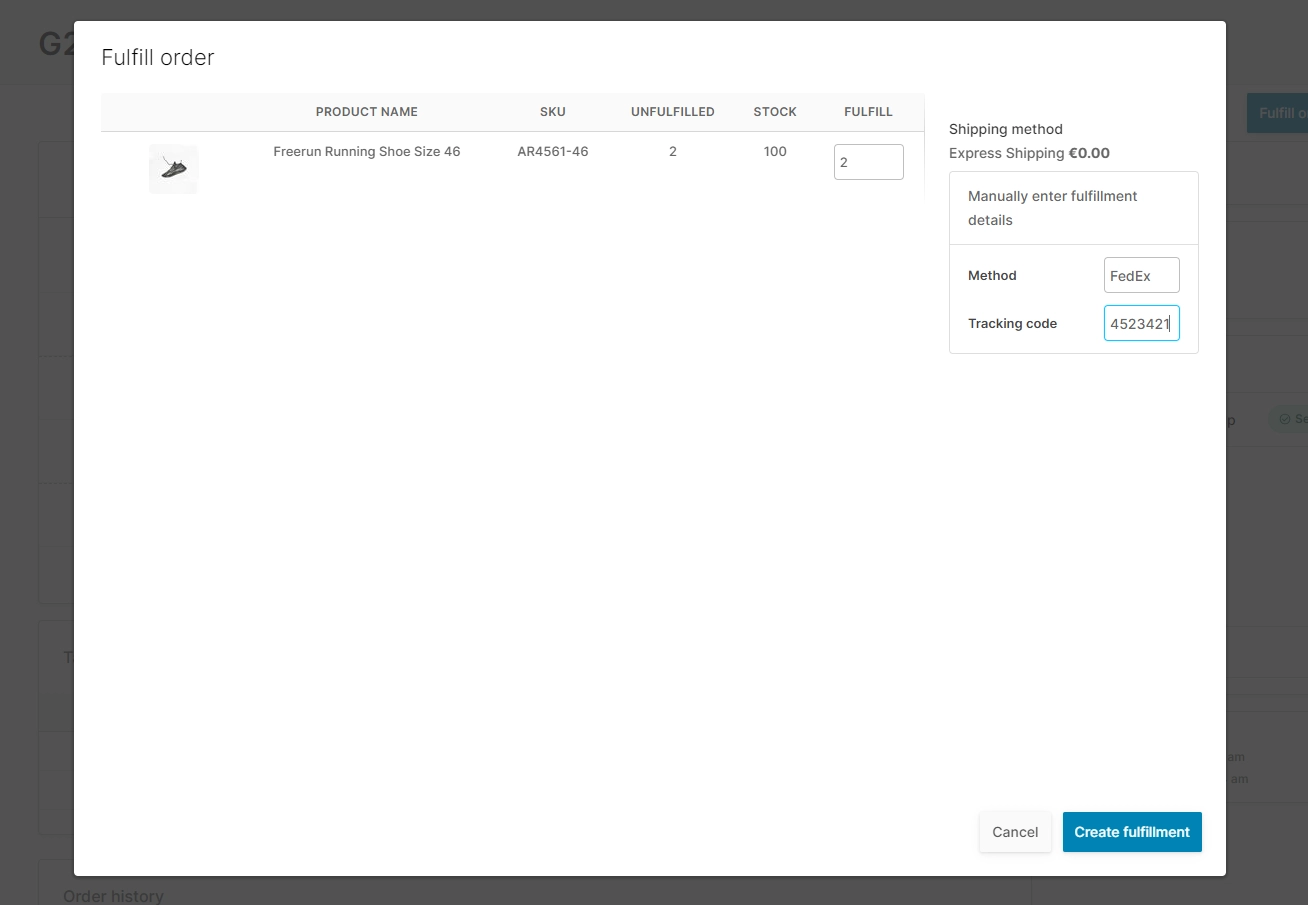 G2
Fulfill order
PRODUCT NAME SKU UNFULFILLED STOCK FULFILL
Freerun Running Shoe Size 46 AR4561-46 2 100 2
Shipping method
Express Shipping €0.00
Manually enter fulfillment
details
Method FedEx
Tracking code 4523421
Fulfill o
am
am
Cancel Create fulfillment
Order history